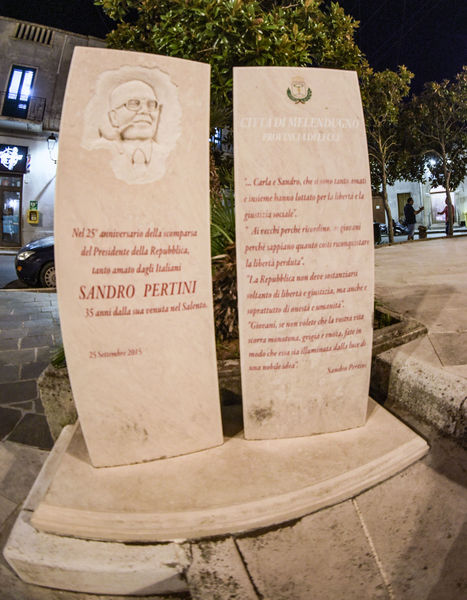 Nel 25° anniversario della scomparsa
del Presidente della Repubblica,
tanto amato dagli Italiani
SANDRO PERTINI
35 anni dalla sua venuta nel Salento.
25 Settembre 2015
CITTÀ DI MELENDUGNO
PROVINCIA DI LECCE
"... Carla e Sandro, che si sono tanto amati
e insieme hanno lottato per la libertà e la
giustizia sociale".
" Ai vecchi perché ricordino, ai giovani
perché sappiano quanto costi riconquistare
la libertà perduta".
"La Repubblica non deve sostanziarsi
soltanto di libertà e giustizia, ma anche e
soprattutto di onestà e umanità".
"Giovani, se non volete che la vostra vita
scorra monotona, grigia e vuota, fate in
modo che essa sia illuminata dalla luce di
una nobile idea".
Sandro Pertini